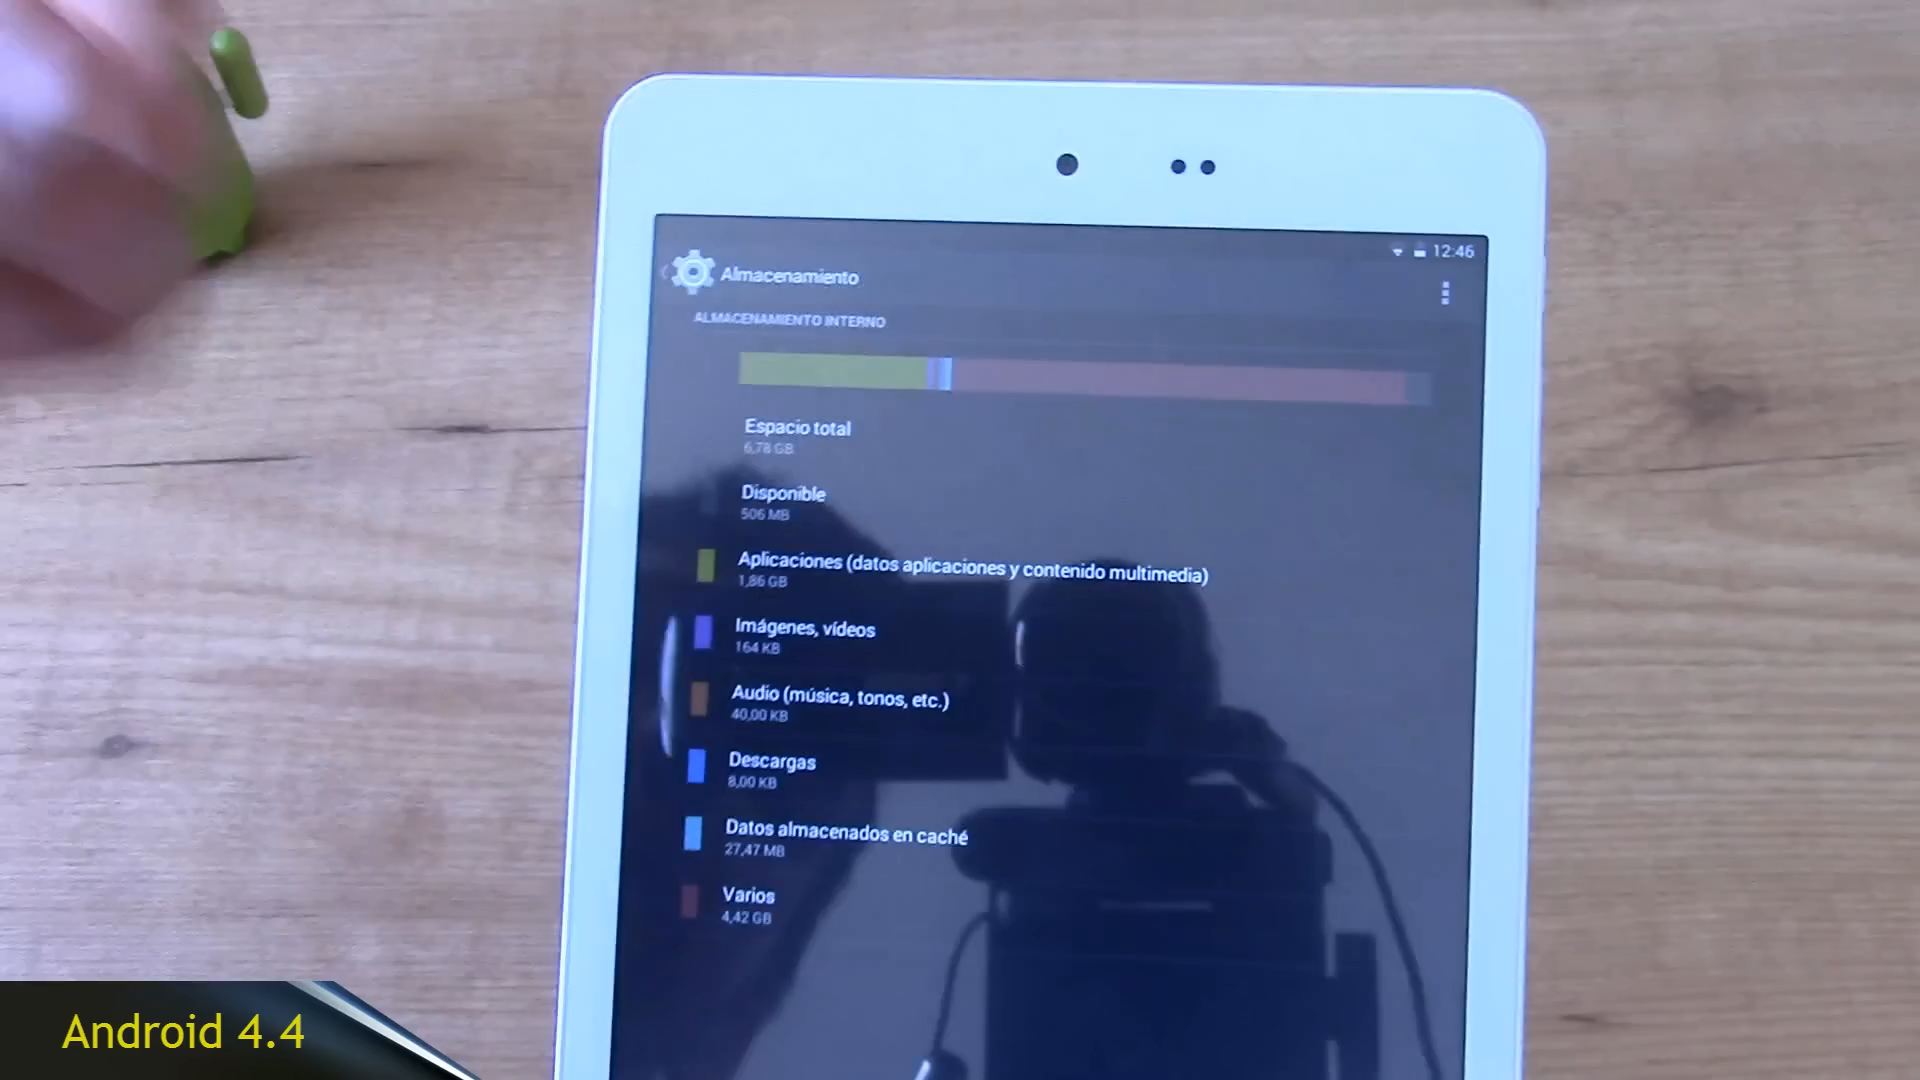 12:46
Almacenamiento
ALMACENAMIENTO INTERNO
Espacio total
6,78 GB
Disponible
506 MB
Aplicaciones (datos aplicaciones y contenido multimedia)
1,86 GB
Imágenes, vídeos
164 KB
Audio (música, tonos, etc.)
40,00 KB
Descargas
8,00 KB
Datos almacenados en caché
27,47 MB
Varios
4,42 GB
Android 4.4